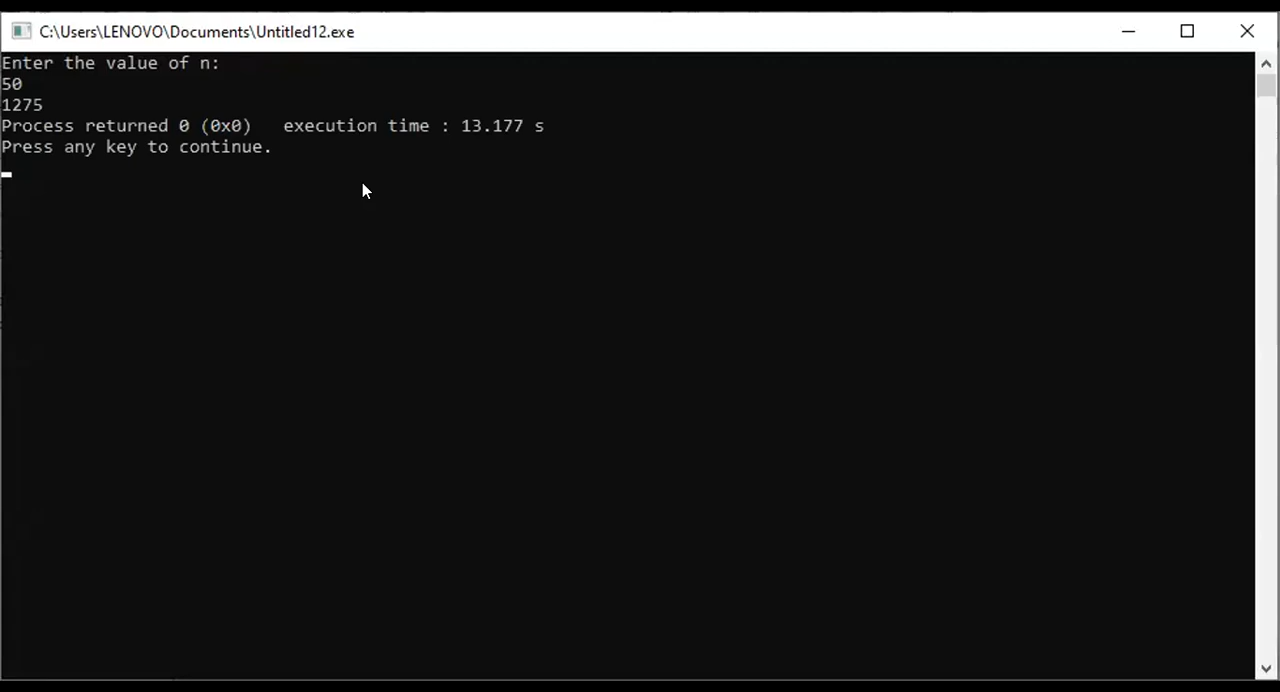 C:\Users\LENOVO\Documents\Untitled12.exe
Enter the value of n:
50
1275
Process returned 0 (0x0)   execution time : 13.177 s
Press any key to continue.